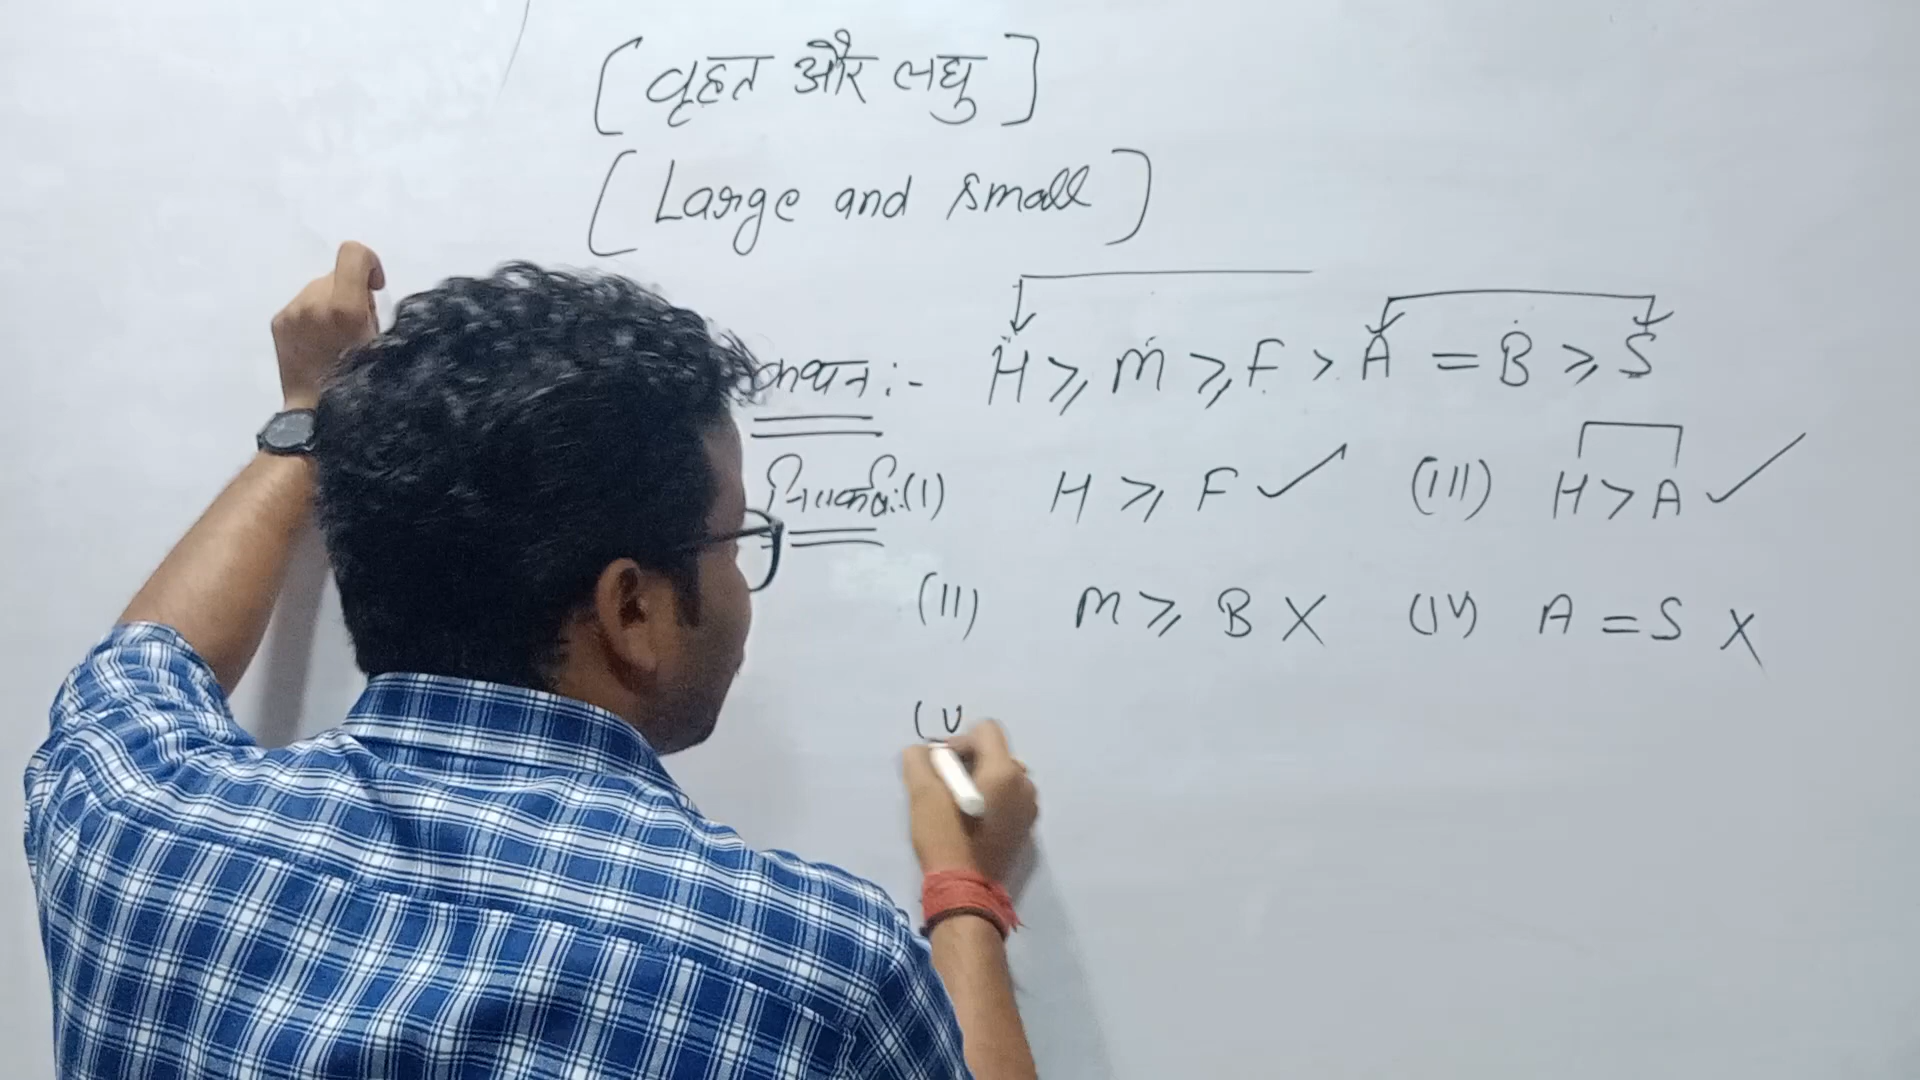 [वृहत और लघु]
[Large and small]
कथन :- H ⩾ M ⩾ F > A = B ⩾ S
निष्कर्ष:(I) H ⩾ F ✓ (III) H > A ✓
(II) M ⩾ B X (IV) A = S X
(V